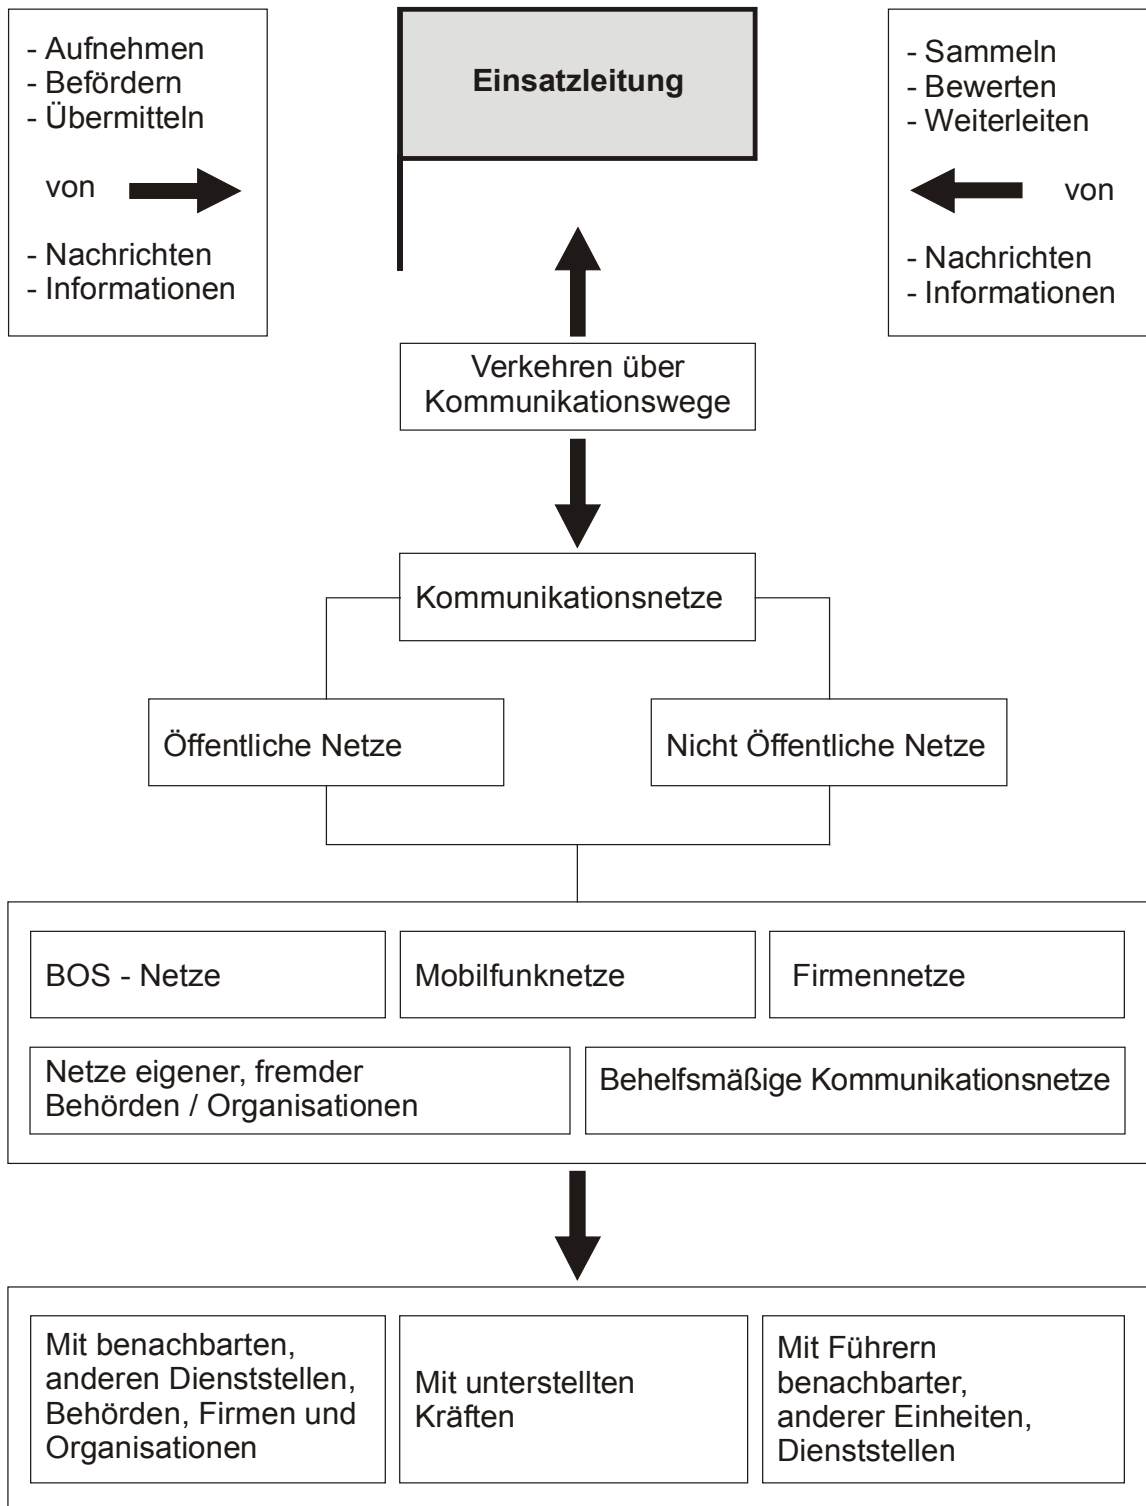 - Aufnehmen
- Befördern
- Übermitteln
von
- Nachrichten
- Informationen
Einsatzleitung
- Sammeln
- Bewerten
- Weiterleiten
von
- Nachrichten
- Informationen
Verkehren über
Kommunikationswege
Kommunikationsnetze
Öffentliche Netze
Nicht Öffentliche Netze
BOS - Netze
Mobilfunknetze
Firmennetze
Netze eigener, fremder
Behörden / Organisationen
Behelfsmäßige Kommunikationsnetze
Mit benachbarten,
anderen Dienststellen,
Behörden, Firmen und
Organisationen
Mit unterstellten
Kräften
Mit Führern
benachbarter,
anderer Einheiten,
Dienststellen